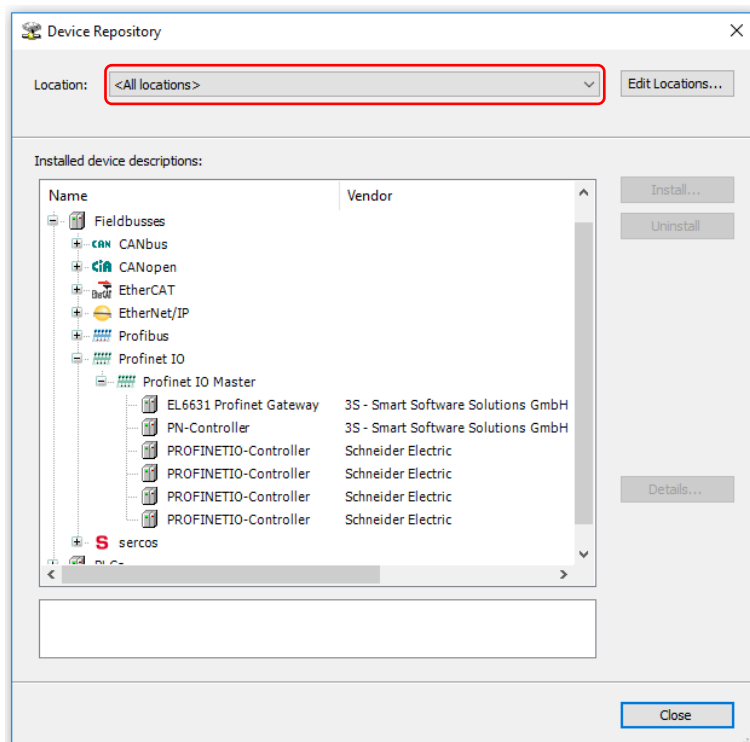 Device Repository
Location: <All locations> Edit Locations...
Installed device descriptions:
Name Vendor
Install...
Uninstall
Fieldbusses
CAN CANbus
CiA CANopen
EtherCAT EtherCAT
EtherNet/IP
Profibus
Profinet IO
Profinet IO Master
EL6631 Profinet Gateway 3S - Smart Software Solutions GmbH
PN-Controller 3S - Smart Software Solutions GmbH
PROFINETIO-Controller Schneider Electric
PROFINETIO-Controller Schneider Electric
PROFINETIO-Controller Schneider Electric
Details...
PROFINETIO-Controller Schneider Electric
S sercos
Close